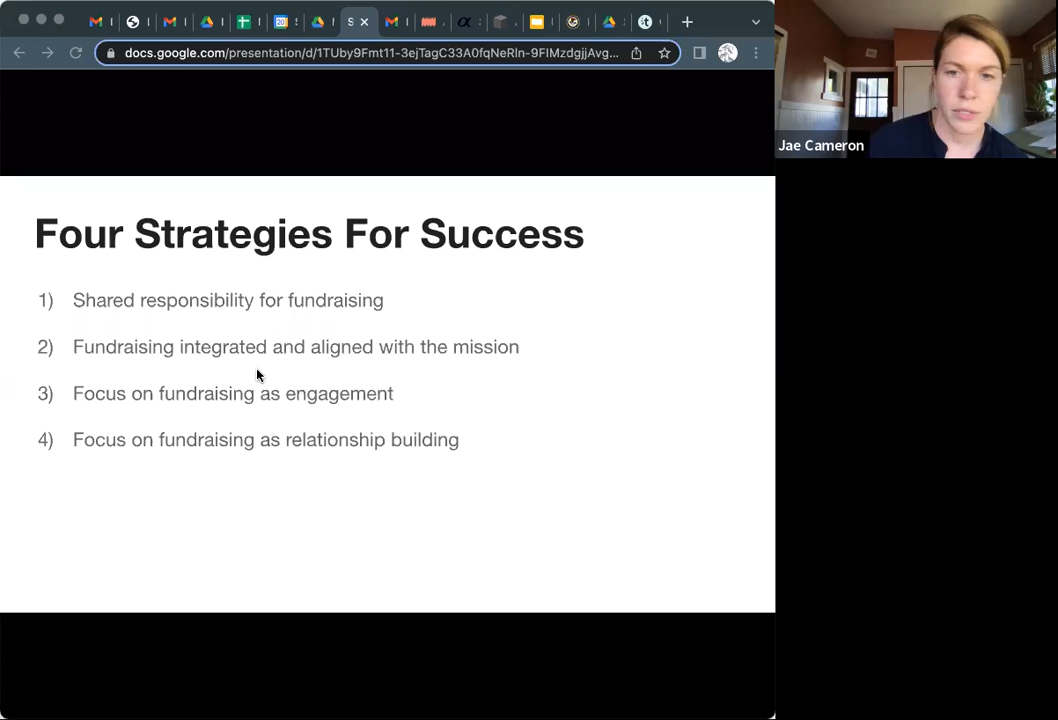 S
20
docs.google.com/presentation/d/1TUby9Fmt11-3ejTagC33A0fqNeRln-9FIMzdgjjAvg...
Jae Cameron
Four Strategies For Success
1) Shared responsibility for fundraising
2) Fundraising integrated and aligned with the mission
3) Focus on fundraising as engagement
4) Focus on fundraising as relationship building